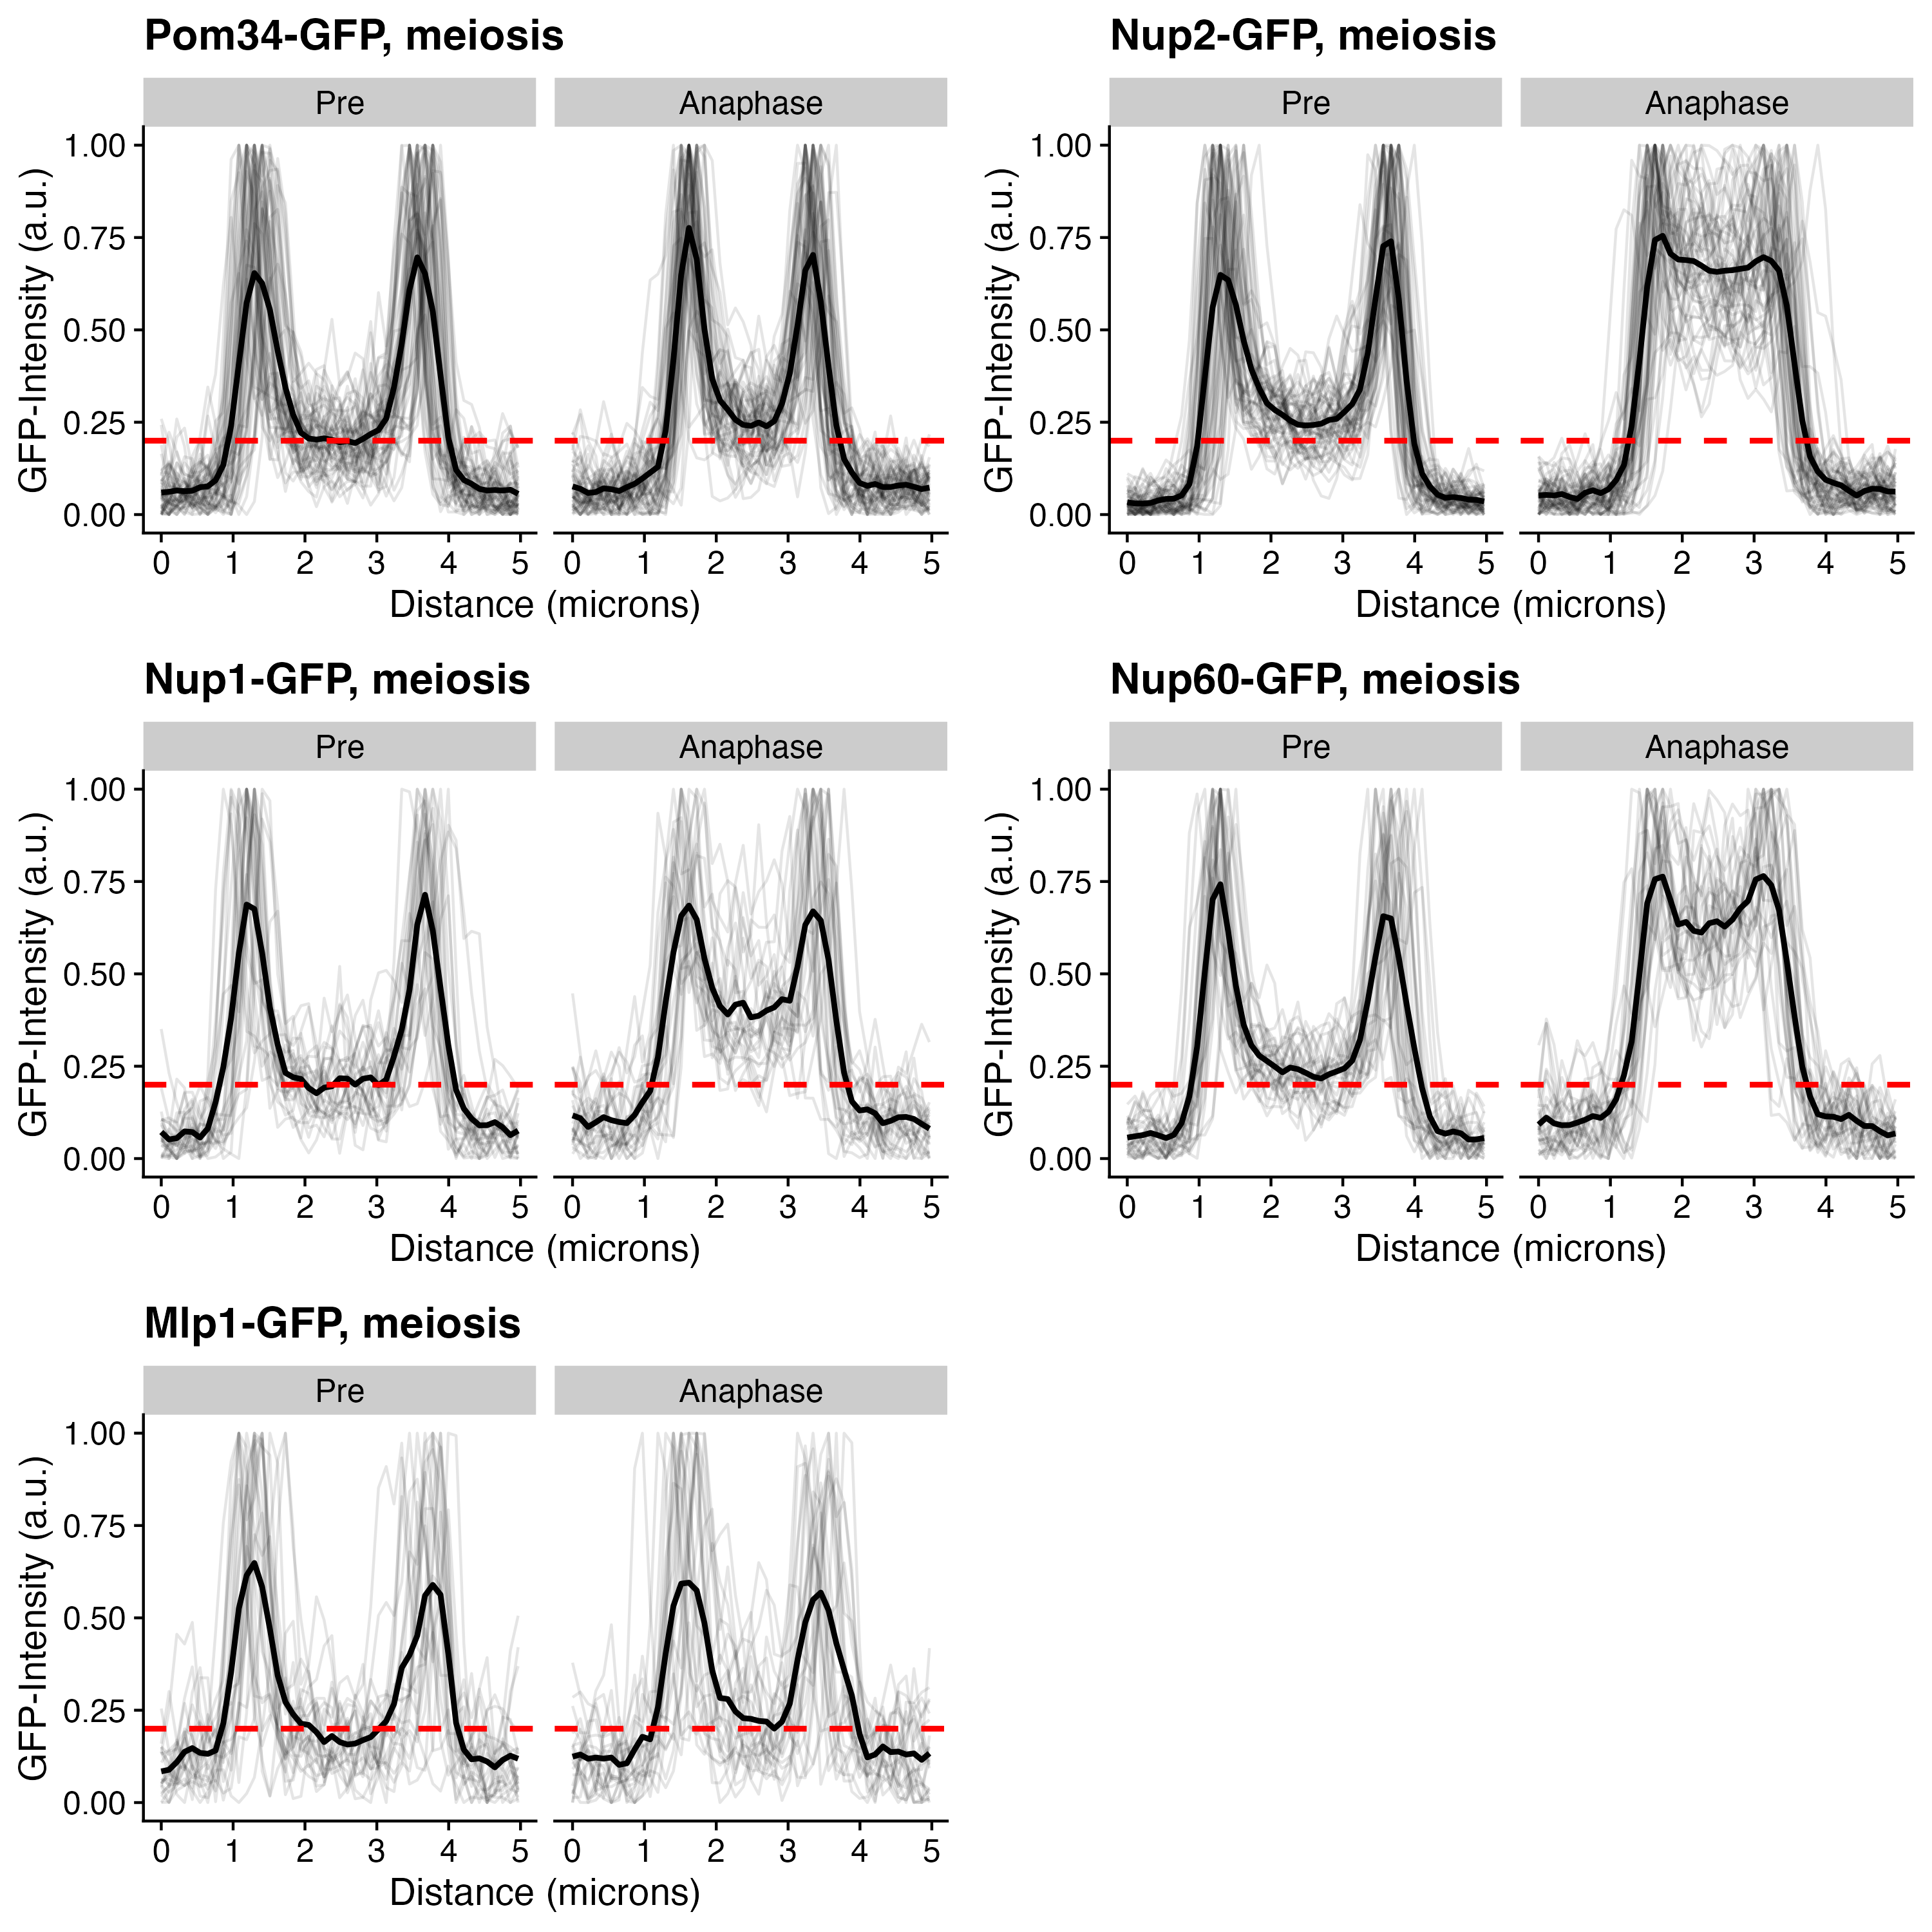 Pom34-GFP, meiosis
Pre Anaphase
GFP-Intensity (a.u.)
1.00
0.75
0.50
0.25
0.00
0 1 2 3 4 5 0 1 2 3 4 5
Distance (microns)
Nup2-GFP, meiosis
Pre Anaphase
GFP-Intensity (a.u.)
1.00
0.75
0.50
0.25
0.00
0 1 2 3 4 5 0 1 2 3 4 5
Distance (microns)
Nup1-GFP, meiosis
Pre Anaphase
GFP-Intensity (a.u.)
1.00
0.75
0.50
0.25
0.00
0 1 2 3 4 5 0 1 2 3 4 5
Distance (microns)
Nup60-GFP, meiosis
Pre Anaphase
GFP-Intensity (a.u.)
1.00
0.75
0.50
0.25
0.00
0 1 2 3 4 5 0 1 2 3 4 5
Distance (microns)
Mlp1-GFP, meiosis
Pre Anaphase
GFP-Intensity (a.u.)
1.00
0.75
0.50
0.25
0.00
0 1 2 3 4 5 0 1 2 3 4 5
Distance (microns)